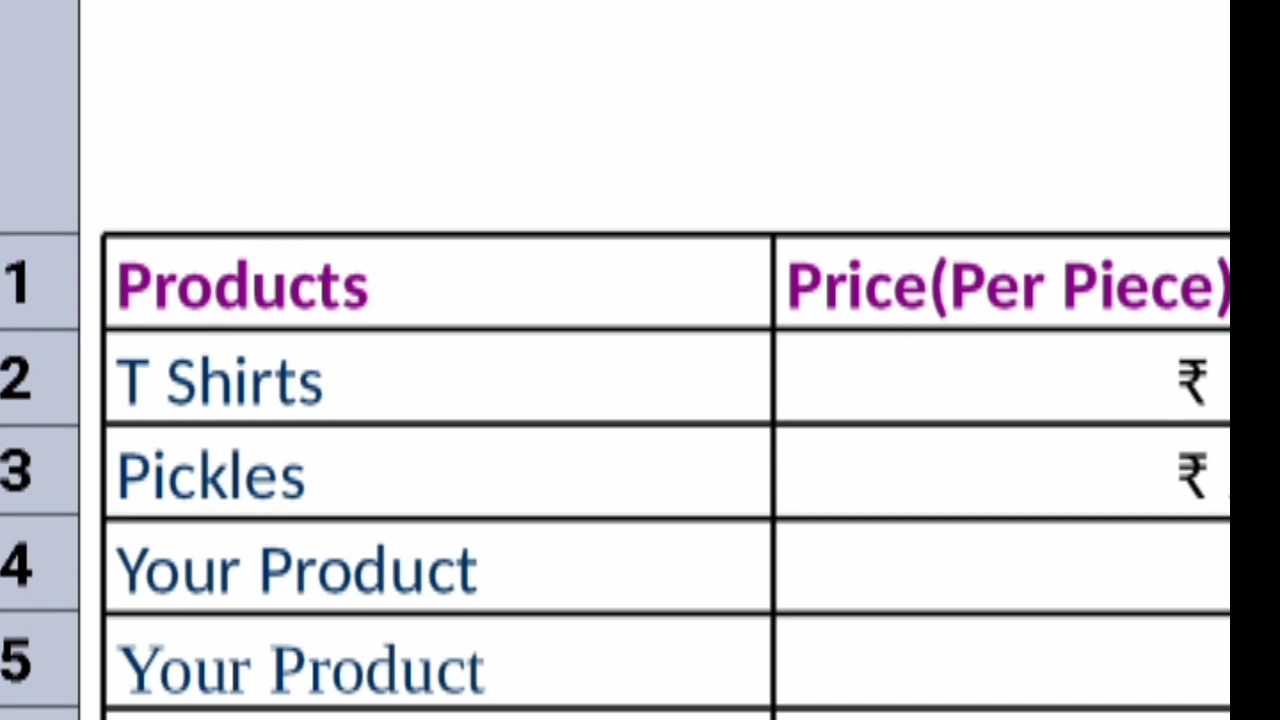 1 Products Price(Per Piece)
2 T Shirts ₹
3 Pickles ₹
4 Your Product
5 Your Product